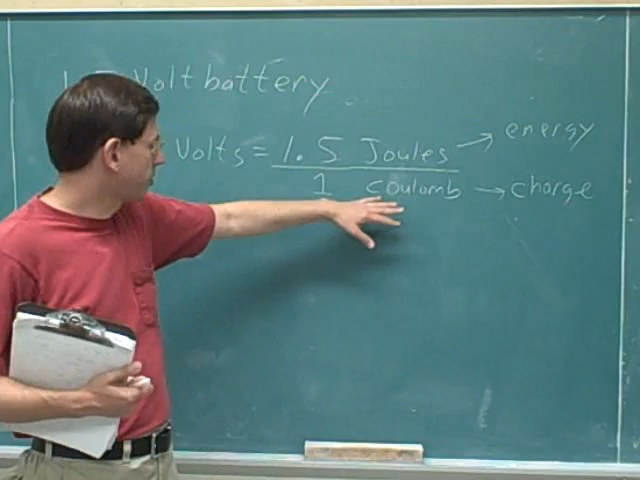 Volt battery
Volts = 1.5 Joules → energy
1 coulomb → charge